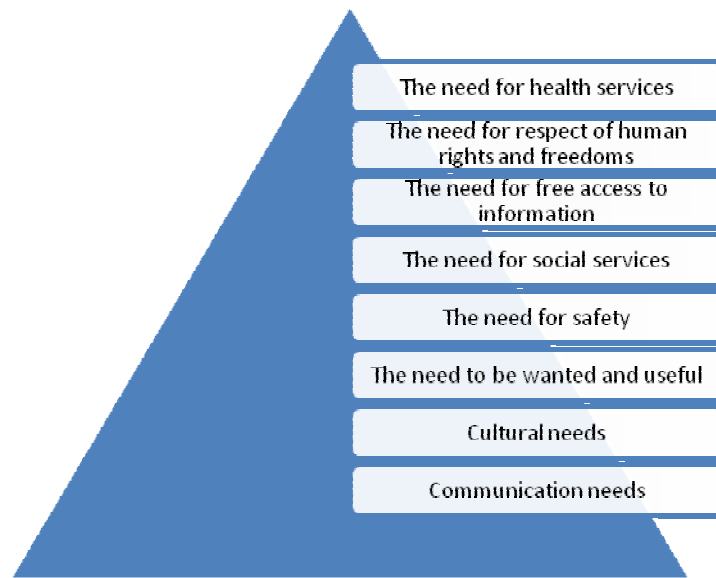 The need for health services
The need for respect of human
rights and freedoms
The need for free access to
information
The need for social services
The need for safety
The need to be wanted and useful
Cultural needs
Communication needs